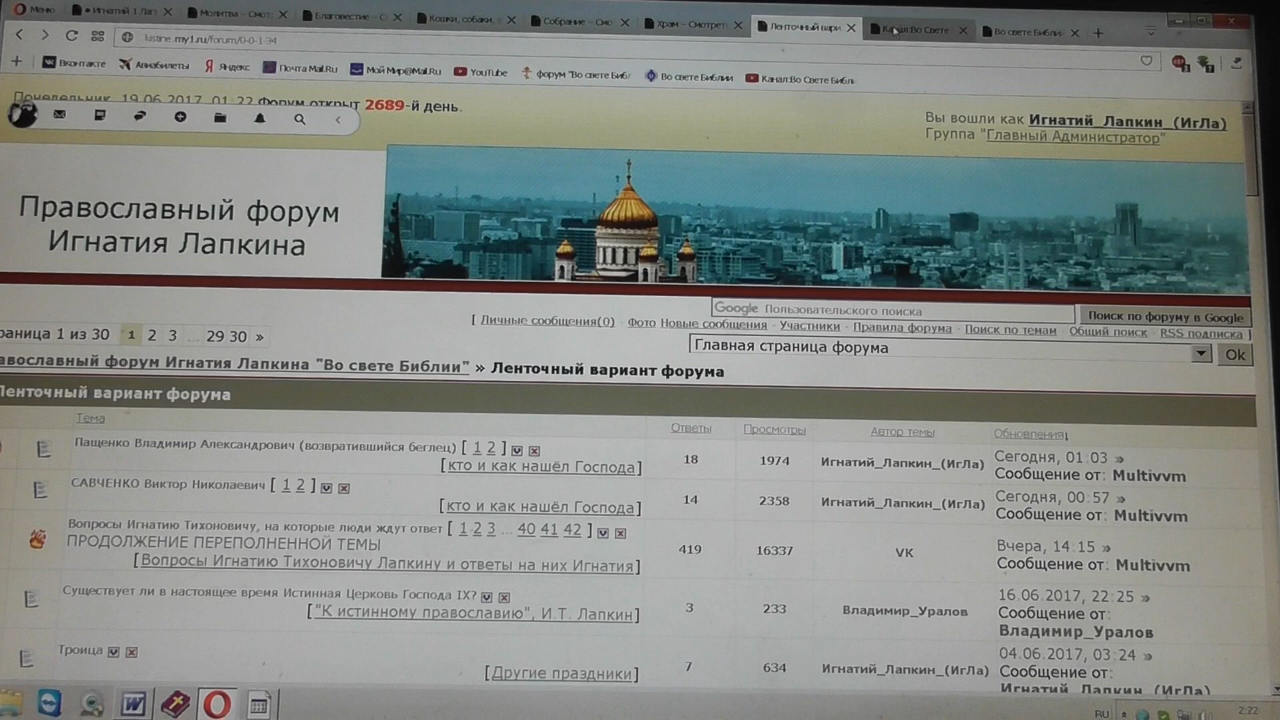 Меню
Игнатий 1 Лап
Молитва – Смот
Благовестие – С
Кошки, собаки,
Собрание – Смо
Храм – Смотрет
Ленточный вари
Канал:Во Свете
Во свете Библи
iustine.my1.ru/forum/0-0-1-34
Вконтакте
Авиабилеты
Яндекс
Почта Mail.Ru
Мой Мир@Mail.Ru
YouTube
форум "Во свете Биб
Во свете Библии
Канал:Во Свете Библ
Понедельник, 19.06.2017, 01:22 Форум открыт 2689-й день.
Вы вошли как Игнатий_Лапкин_(ИгЛа)
Группа "Главный Администратор"
Православный форум
Игнатия Лапкина
Google Пользовательского поиска
Поиск по форуму в Google
[ Личные сообщения(0) · Фото Новые сообщения · Участники · Правила форума · Поиск по темам · Общий поиск · RSS подписка ]
Главная страница форума
Ok
раница 1 из 30 1 2 3 … 29 30 »
авославный форум Игнатия Лапкина "Во свете Библии" » Ленточный вариант форума
Ленточный вариант форума
Тема Ответы Просмотры Автор темы Обновления↓
Пащенко Владимир Александрович (возвратившийся беглец) [ 1 2 ]
[кто и как нашёл Господа]
18 1974 Игнатий_Лапкин_(ИгЛа)
Сегодня, 01:03 »
Сообщение от: Multivvm
САВЧЕНКО Виктор Николаевич [ 1 2 ]
[кто и как нашёл Господа]
14 2358 Игнатий_Лапкин_(ИгЛа)
Сегодня, 00:57 »
Сообщение от: Multivvm
Вопросы Игнатию Тихоновичу, на которые люди ждут ответ [ 1 2 3 … 40 41 42 ]
ПРОДОЛЖЕНИЕ ПЕРЕПОЛНЕННОЙ ТЕМЫ
[Вопросы Игнатию Тихоновичу Лапкину и ответы на них Игнатия]
419 16337 VK
Вчера, 14:15 »
Сообщение от: Multivvm
Существует ли в настоящее время Истинная Церковь Господа IX?
["К истинному православию", И.Т. Лапкин]
3 233 Владимир_Уралов
16.06.2017, 22:25 »
Сообщение от:
Владимир_Уралов
Троица
[Другие праздники]
7 634 Игнатий_Лапкин_(ИгЛа)
04.06.2017, 03:24 »
Сообщение от:
Игнатий_Лапкин_(ИгЛа)
RU
2:22